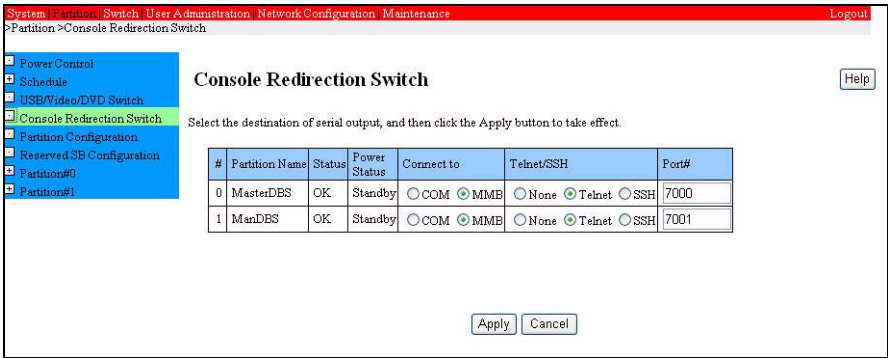 System | Partition | Switch | User Administration | Network Configuration | Maintenance Logout
>Partition >Console Redirection Switch
Power Control
Schedule
USB/Video/DVD Switch
Console Redirection Switch
Partition Configuration
Reserved SB Configuration
Partition#0
Partition#1
Console Redirection Switch
Help
Select the destination of serial output, and then click the Apply button to take effect.
# Partition Name Status Power Status Connect to Telnet/SSH Port#
0 MasterDBS OK Standby COM MMB None Telnet SSH 7000
1 ManDBS OK Standby COM MMB None Telnet SSH 7001
Apply Cancel